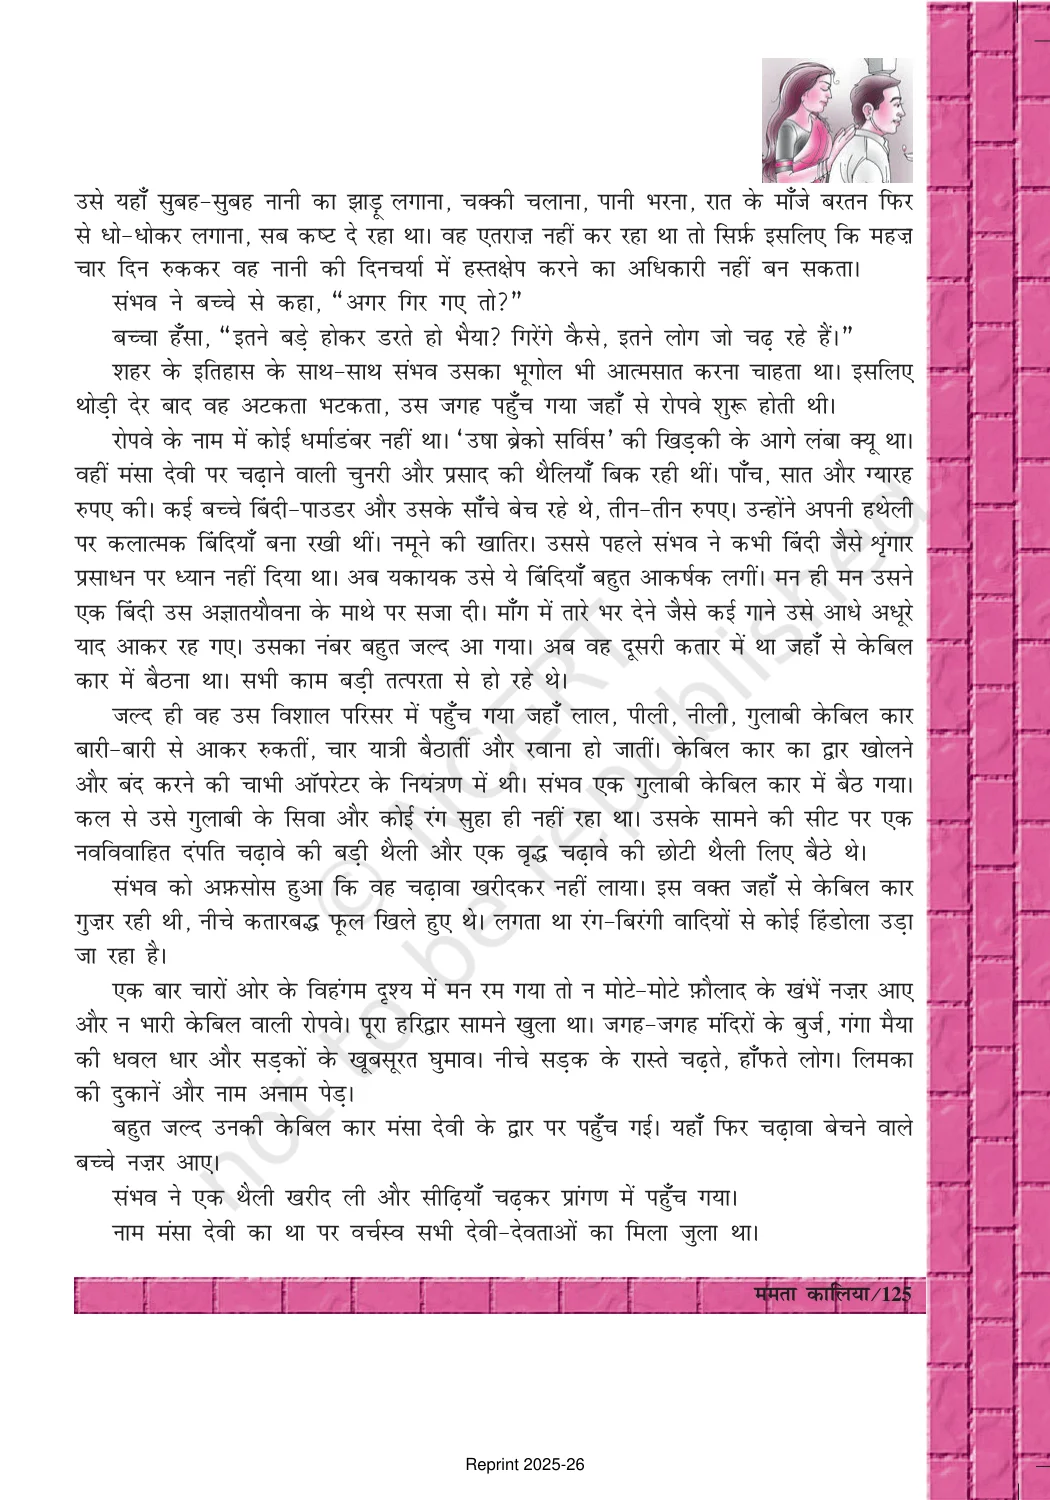 उसे यहाँ सुबह-सुबह नानी का झाड़ू लगाना, चक्की चलाना, पानी भरना, रात के माँजे बरतन फिर
से धो-धोकर लगाना, सब कष्ट दे रहा था। वह एतराज़ नहीं कर रहा था तो सिर्फ़ इसलिए कि महज़
चार दिन रुककर वह नानी की दिनचर्या में हस्तक्षेप करने का अधिकारी नहीं बन सकता।
संभव ने बच्चे से कहा, “अगर गिर गए तो?”
बच्चा हँसा, “इतने बड़े होकर डरते हो भैया? गिरेंगे कैसे, इतने लोग जो चढ़ रहे हैं।”
शहर के इतिहास के साथ-साथ संभव उसका भूगोल भी आत्मसात करना चाहता था। इसलिए
थोड़ी देर बाद वह अटकता भटकता, उस जगह पहुँच गया जहाँ से रोपवे शुरू होती थी।
रोपवे के नाम में कोई धर्माडंबर नहीं था। ‘उषा ब्रेको सर्विस’ की खिड़की के आगे लंबा क्यू था।
वहीं मंसा देवी पर चढ़ाने वाली चुनरी और प्रसाद की थैलियाँ बिक रही थीं। पाँच, सात और ग्यारह
रुपए की। कई बच्चे बिंदी-पाउडर और उसके साँचे बेच रहे थे, तीन-तीन रुपए। उन्होंने अपनी हथेली
पर कलात्मक बिंदियाँ बना रखी थीं। नमूने की खातिर। उससे पहले संभव ने कभी बिंदी जैसे शृंगार
प्रसाधन पर ध्यान नहीं दिया था। अब यकायक उसे ये बिंदियाँ बहुत आकर्षक लगीं। मन ही मन उसने
एक बिंदी उस अज्ञातयौवना के माथे पर सजा दी। माँग में तारे भर देने जैसे कई गाने उसे आधे अधूरे
याद आकर रह गए। उसका नंबर बहुत जल्द आ गया। अब वह दूसरी कतार में था जहाँ से केबिल
कार में बैठना था। सभी काम बड़ी तत्परता से हो रहे थे।
जल्द ही वह उस विशाल परिसर में पहुँच गया जहाँ लाल, पीली, नीली, गुलाबी केबिल कार
बारी-बारी से आकर रुकतीं, चार यात्री बैठातीं और रवाना हो जातीं। केबिल कार का द्वार खोलने
और बंद करने की चाभी ऑपरेटर के नियंत्रण में थी। संभव एक गुलाबी केबिल कार में बैठ गया।
कल से उसे गुलाबी के सिवा और कोई रंग सुहा ही नहीं रहा था। उसके सामने की सीट पर एक
नवविवाहित दंपति चढ़ावे की बड़ी थैली और एक वृद्ध चढ़ावे की छोटी थैली लिए बैठे थे।
संभव को अफ़सोस हुआ कि वह चढ़ावा खरीदकर नहीं लाया। इस वक्त जहाँ से केबिल कार
गुज़र रही थी, नीचे कतारबद्ध फूल खिले हुए थे। लगता था रंग-बिरंगी वादियों से कोई हिंडोला उड़ा
जा रहा है।
एक बार चारों ओर के विहंगम दृश्य में मन रम गया तो न मोटे-मोटे फ़ौलाद के खंभें नज़र आए
और न भारी केबिल वाली रोपवे। पूरा हरिद्वार सामने खुला था। जगह-जगह मंदिरों के बुर्ज, गंगा मैया
की धवल धार और सड़कों के खूबसूरत घुमाव। नीचे सड़क के रास्ते चढ़ते, हाँफते लोग। लिमका
की दुकानें और नाम अनाम पेड़।
बहुत जल्द उनकी केबिल कार मंसा देवी के द्वार पर पहुँच गई। यहाँ फिर चढ़ावा बेचने वाले
बच्चे नज़र आए।
संभव ने एक थैली खरीद ली और सीढ़ियाँ चढ़कर प्रांगण में पहुँच गया।
नाम मंसा देवी का था पर वर्चस्व सभी देवी-देवताओं का मिला जुला था।
© NCERT
not to be republished
ममता कालिया/125
Reprint 2025-26